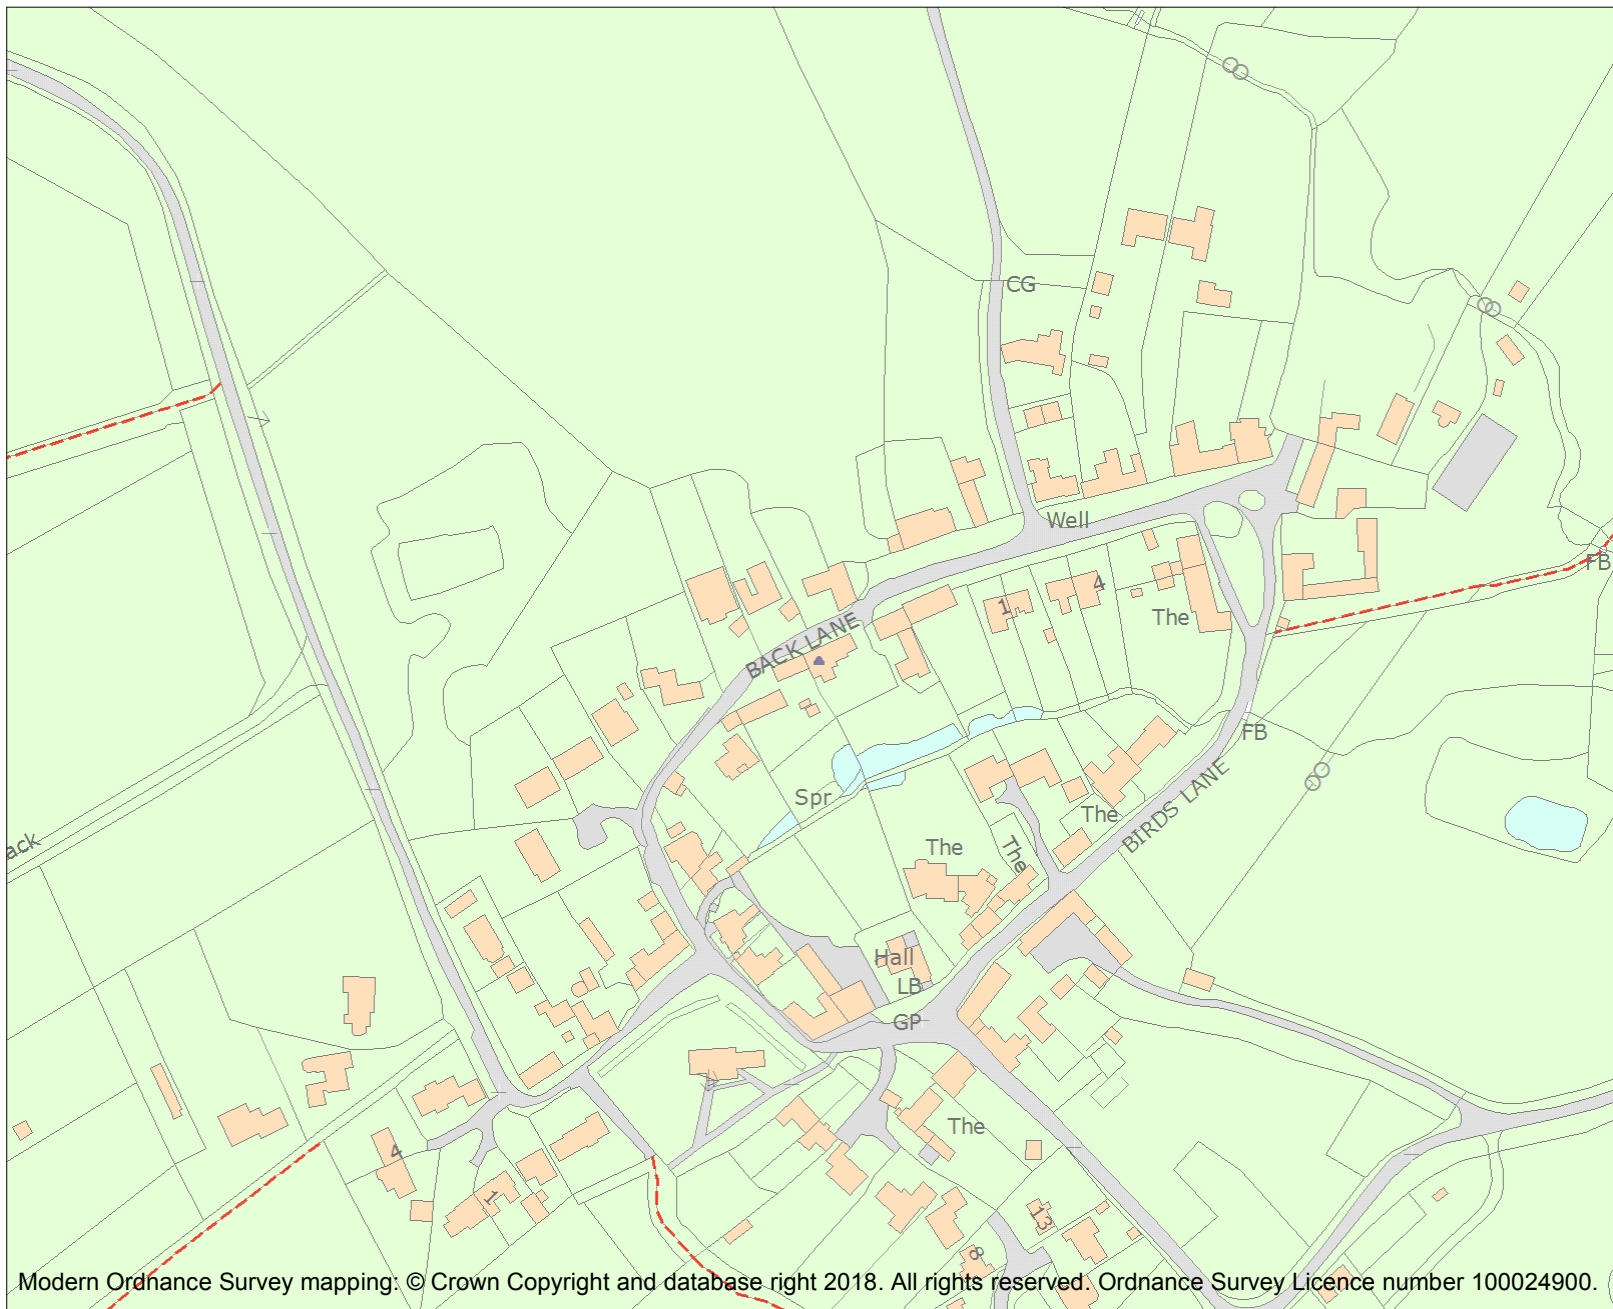 CG
Well
FB
4
1
The
BACK LANE
FB
Spr
The
BIRDS LANE
The
The
ack
Hall
LB
GP
The
4
1
13
8
Modern Ordnance Survey mapping: © Crown Copyright and database right 2018. All rights reserved. Ordnance Survey Licence number 100024900.